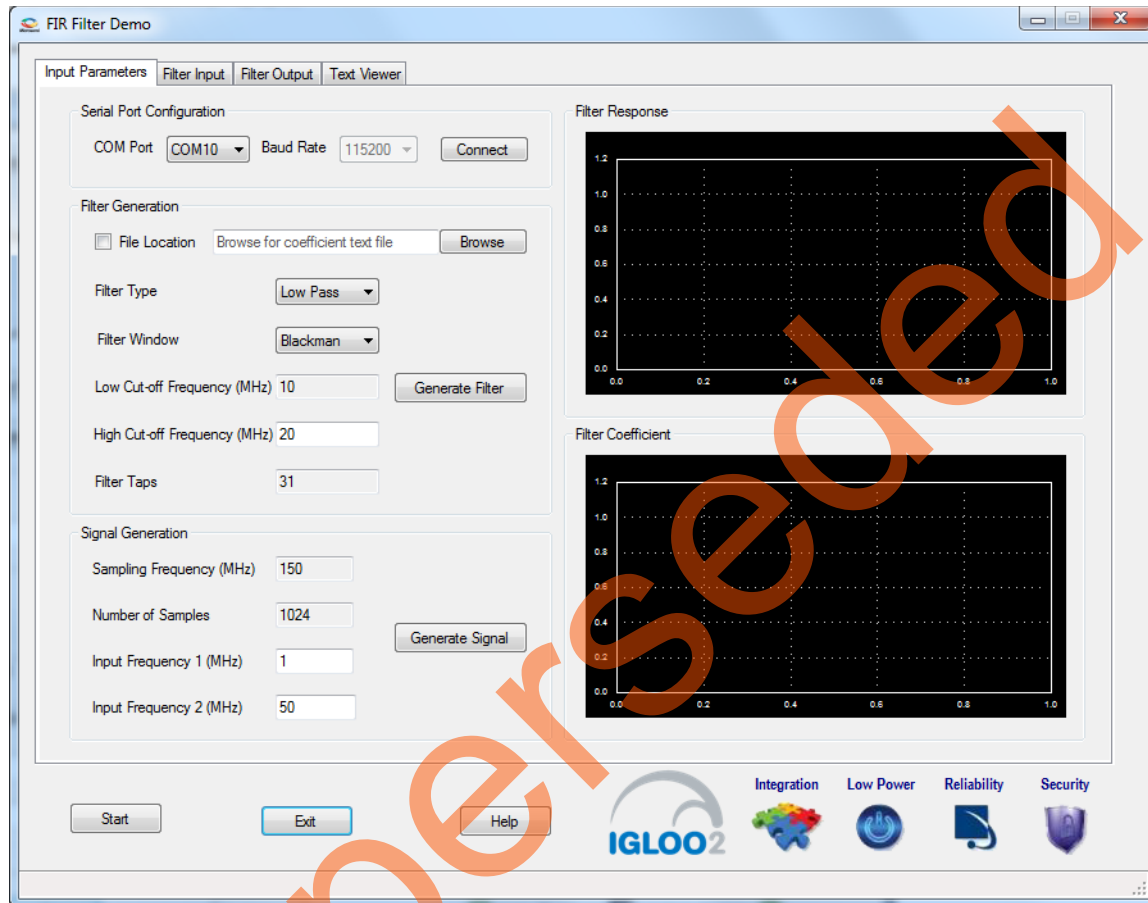 FIR Filter Demo
Input Parameters Filter Input Filter Output Text Viewer
Serial Port Configuration
COM Port COM10 Baud Rate 115200 Connect
Filter Generation
File Location Browse for coefficient text file Browse
Filter Type Low Pass
Filter Window Blackman
Low Cut-off Frequency (MHz) 10 Generate Filter
High Cut-off Frequency (MHz) 20
Filter Taps 31
Signal Generation
Sampling Frequency (MHz) 150
Number of Samples 1024
Generate Signal
Input Frequency 1 (MHz) 1
Input Frequency 2 (MHz) 50
Filter Response
1.2
1.0
0.8
0.6
0.4
0.2
0.0
0.0 0.2 0.4 0.6 0.8 1.0
Filter Coefficient
1.2
1.0
0.8
0.6
0.4
0.2
0.0
0.0 0.2 0.4 0.6 0.8 1.0
Start Exit Help
IGLOO2
Integration Low Power Reliability Security
perseded